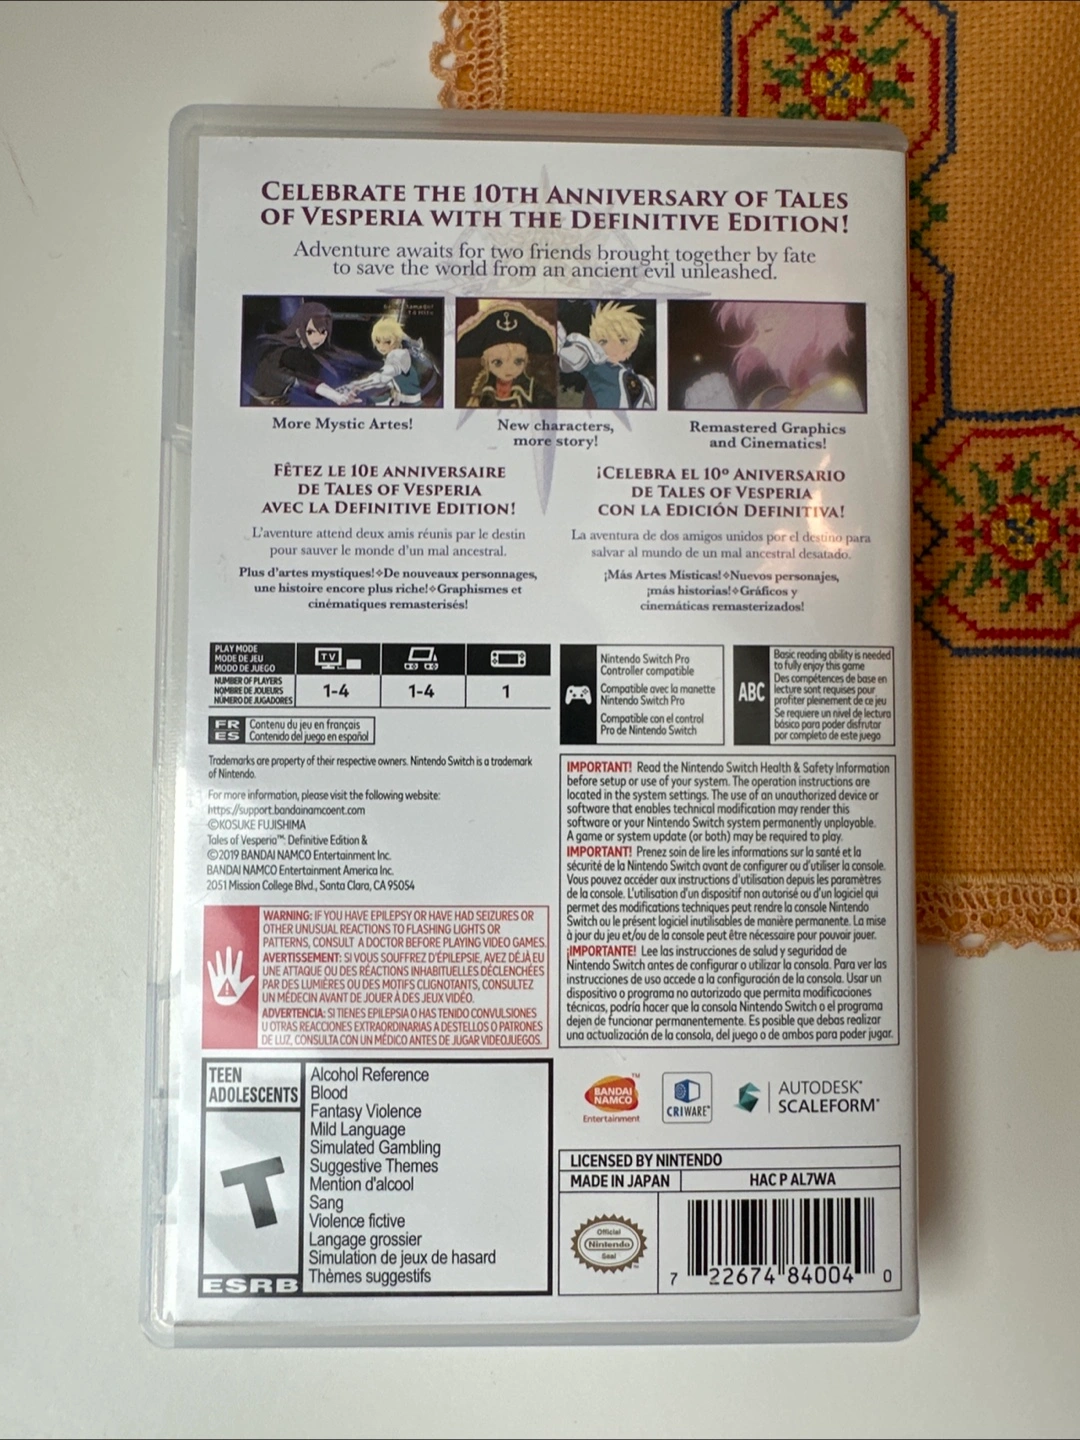 CELEBRATE THE 10TH ANNIVERSARY OF TALES
OF VESPERIA WITH THE DEFINITIVE EDITION!
Adventure awaits for two friends brought together by fate
to save the world from an ancient evil unleashed.
More Mystic Artes!
New characters,
more story!
Remastered Graphics
and Cinematics!
FÊTEZ LE 10E ANNIVERSAIRE
DE TALES OF VESPERIA
AVEC LA DEFINITIVE EDITION!
L'aventure attend deux amis réunis par le destin
pour sauver le monde d'un mal ancestral.
Plus d'artes mystiques!⋄De nouveaux personnages,
une histoire encore plus riche!⋄Graphismes et
cinématiques remasterisés!
¡CELEBRA EL 10º ANIVERSARIO
DE TALES OF VESPERIA
CON LA EDICIÓN DEFINITIVA!
La aventura de dos amigos unidos por el destino para
salvar al mundo de un mal ancestral desatado.
¡Más Artes Místicas!⋄Nuevos personajes,
¡más historias!⋄Gráficos y
cinemáticas remasterizados!
PLAY MODE
MODE DE JEU
MODO DE JUEGO
TV
NUMBER OF PLAYERS
NOMBRE DE JOUEURS
NÚMERO DE JUGADORES
1-4
1-4
1
FR Contenu du jeu en français
ES Contenido del juego en español
Nintendo Switch Pro
Controller compatible
Compatible avec la manette
Nintendo Switch Pro
Compatible con el control
Pro de Nintendo Switch
ABC
Basic reading ability is needed
to fully enjoy this game
Des compétences de base en
lecture sont requises pour
profiter pleinement de ce jeu
Se requiere un nivel de lectura
básico para poder disfrutar
por completo de este juego
Trademarks are property of their respective owners. Nintendo Switch is a trademark
of Nintendo.
For more information, please visit the following website:
https://support.bandainamcoent.com
©KOSUKE FUJISHIMA
Tales of Vesperia™: Definitive Edition &
©2019 BANDAI NAMCO Entertainment Inc.
BANDAI NAMCO Entertainment America Inc.
2051 Mission College Blvd., Santa Clara, CA 95054
WARNING: IF YOU HAVE EPILEPSY OR HAVE HAD SEIZURES OR
OTHER UNUSUAL REACTIONS TO FLASHING LIGHTS OR
PATTERNS, CONSULT A DOCTOR BEFORE PLAYING VIDEO GAMES.
AVERTISSEMENT: SI VOUS SOUFFREZ D'ÉPILEPSIE, AVEZ DÉJÀ EU
UNE ATTAQUE OU DES RÉACTIONS INHABITUELLES DÉCLENCHÉES
PAR DES LUMIÈRES OU DES MOTIFS CLIGNOTANTS, CONSULTEZ
UN MÉDECIN AVANT DE JOUER À DES JEUX VIDÉO.
ADVERTENCIA: SI TIENES EPILEPSIA O HAS TENIDO CONVULSIONES
U OTRAS REACCIONES EXTRAORDINARIAS A DESTELLOS O PATRONES
DE LUZ, CONSULTA CON UN MÉDICO ANTES DE JUGAR VIDEOJUEGOS.
IMPORTANT! Read the Nintendo Switch Health & Safety Information
before setup or use of your system. The operation instructions are
located in the system settings. The use of an unauthorized device or
software that enables technical modification may render this
software or your Nintendo Switch system permanently unplayable.
A game or system update (or both) may be required to play.
IMPORTANT! Prenez soin de lire les informations sur la santé et la
sécurité de la Nintendo Switch avant de configurer ou d'utiliser la console.
Vous pouvez accéder aux instructions d'utilisation depuis les paramètres
de la console. L'utilisation d'un dispositif non autorisé ou d'un logiciel qui
permet des modifications techniques peut rendre la console Nintendo
Switch ou le présent logiciel inutilisables de manière permanente. La mise
à jour du jeu et/ou de la console peut être nécessaire pour pouvoir jouer.
¡IMPORTANTE! Lee las instrucciones de salud y seguridad de
Nintendo Switch antes de configurar o utilizar la consola. Para ver las
instrucciones de uso accede a la configuración de la consola. Usar un
dispositivo o programa no autorizado que permita modificaciones
técnicas, podría hacer que la consola Nintendo Switch o el programa
dejen de funcionar permanentemente. Es posible que debas realizar
una actualización de la consola, del juego o de ambos para poder jugar.
TEEN
ADOLESCENTS
T
ESRB
Alcohol Reference
Blood
Fantasy Violence
Mild Language
Simulated Gambling
Suggestive Themes
Mention d'alcool
Sang
Violence fictive
Langage grossier
Simulation de jeux de hasard
Thèmes suggestifs
BANDAI
NAMCO
Entertainment
CRIWARE
AUTODESK®
SCALEFORM®
LICENSED BY NINTENDO
MADE IN JAPAN HAC P AL7WA
Official
Nintendo
Seal
7 22674 84004 0